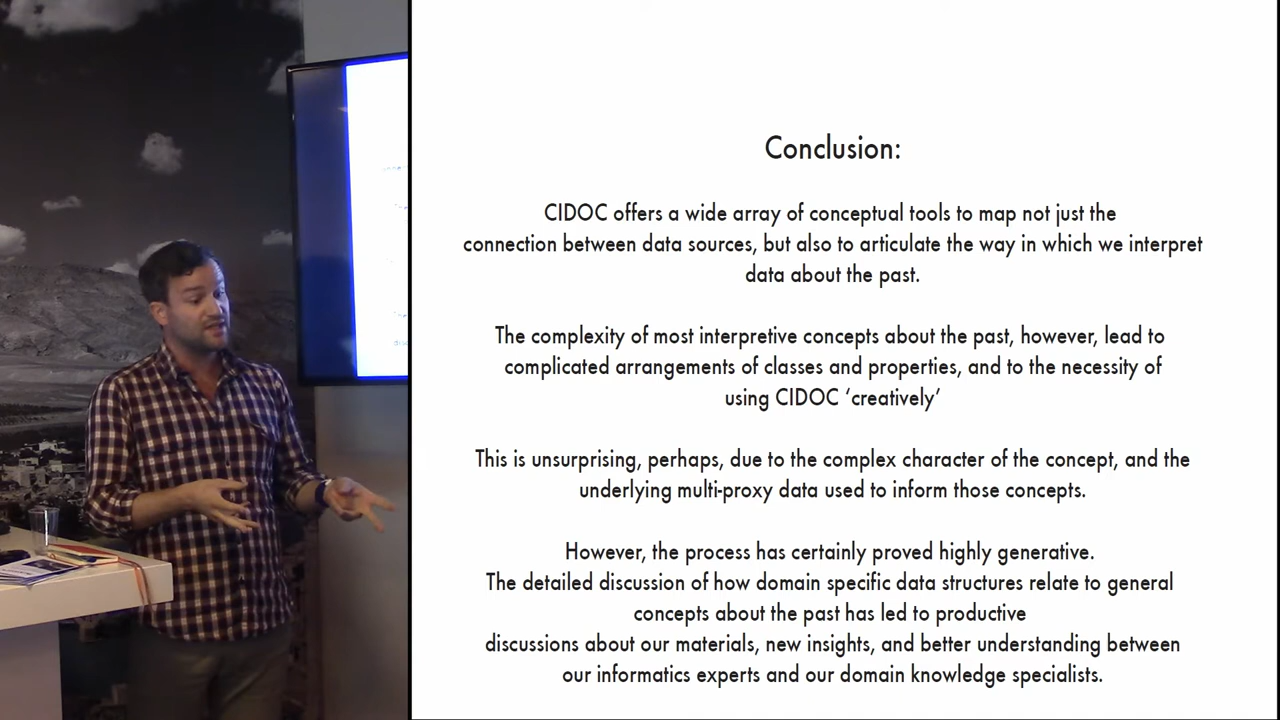 Conclusion:
CIDOC offers a wide array of conceptual tools to map not just the
connection between data sources, but also to articulate the way in which we interpret
data about the past.
The complexity of most interpretive concepts about the past, however, lead to
complicated arrangements of classes and properties, and to the necessity of
using CIDOC ‘creatively’
This is unsurprising, perhaps, due to the complex character of the concept, and the
underlying multi-proxy data used to inform those concepts.
However, the process has certainly proved highly generative.
The detailed discussion of how domain specific data structures relate to general
concepts about the past has led to productive
discussions about our materials, new insights, and better understanding between
our informatics experts and our domain knowledge specialists.